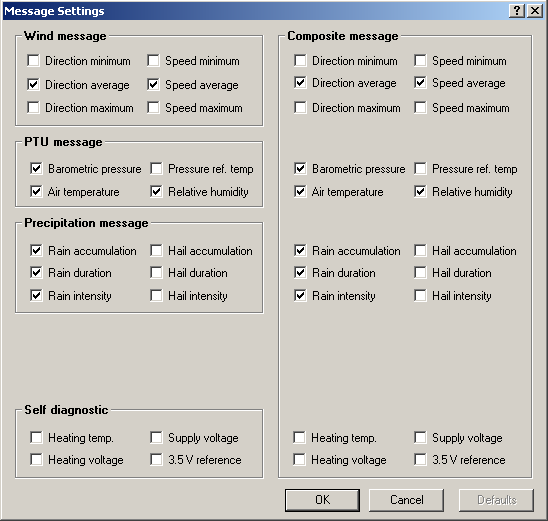 Message Settings
Wind message
Direction minimum Speed minimum
Direction average Speed average
Direction maximum Speed maximum
PTU message
Barometric pressure Pressure ref. temp
Air temperature Relative humidity
Precipitation message
Rain accumulation Hail accumulation
Rain duration Hail duration
Rain intensity Hail intensity
Self diagnostic
Heating temp. Supply voltage
Heating voltage 3.5 V reference
Composite message
Direction minimum Speed minimum
Direction average Speed average
Direction maximum Speed maximum
Barometric pressure Pressure ref. temp
Air temperature Relative humidity
Rain accumulation Hail accumulation
Rain duration Hail duration
Rain intensity Hail intensity
Heating temp. Supply voltage
Heating voltage 3.5 V reference
OK Cancel Defaults